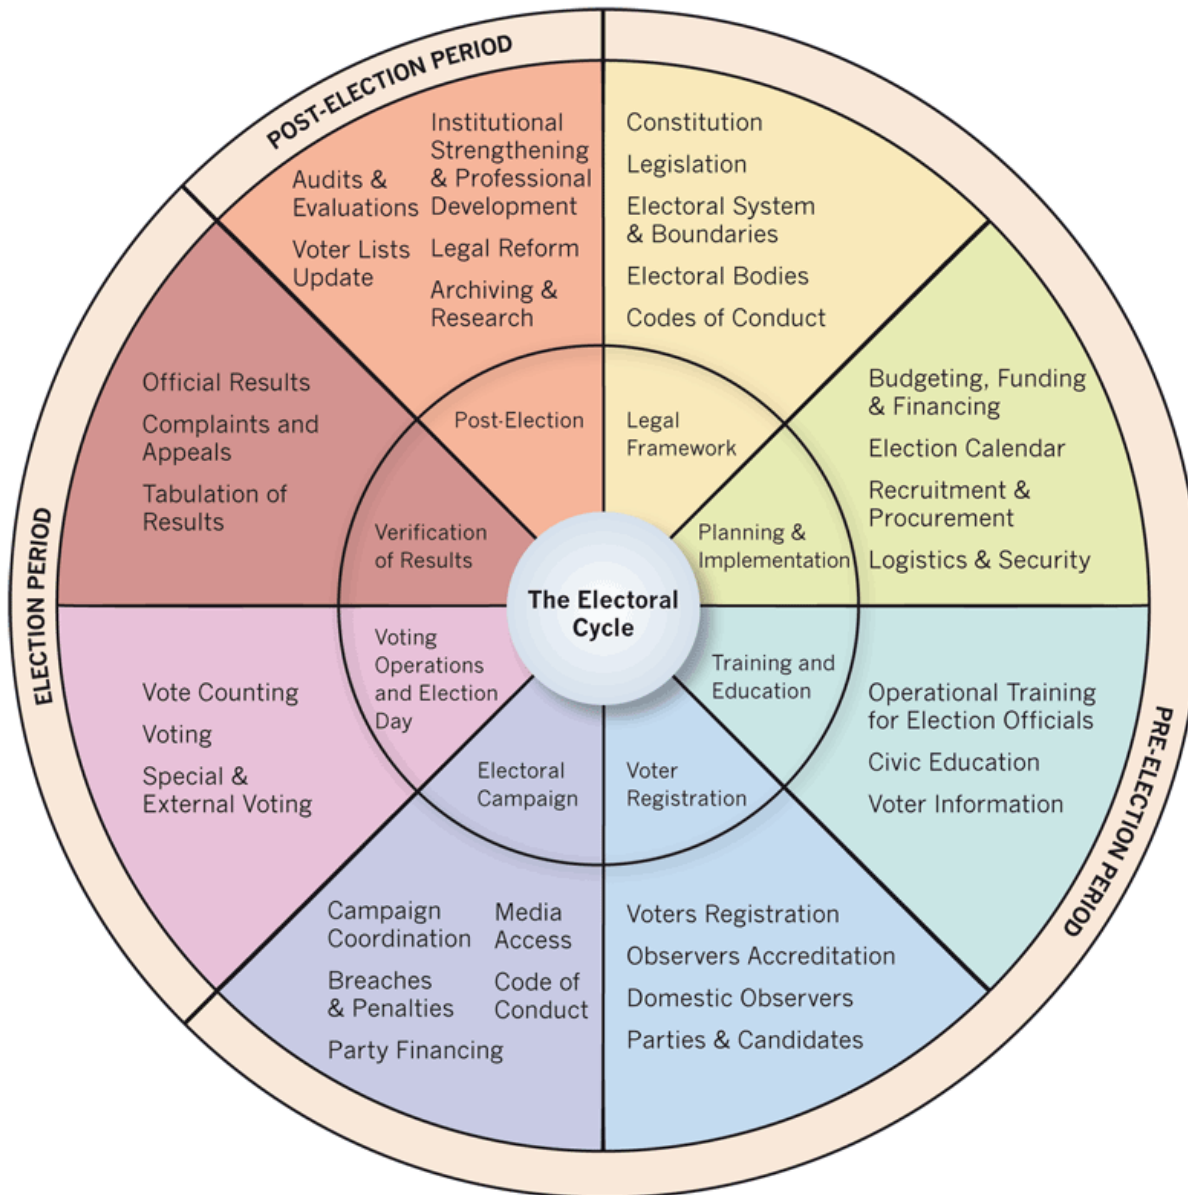 POST-ELECTION PERIOD
Institutional
Strengthening
& Professional
Development
Legal Reform
Archiving &
Research
Audits &
Evaluations
Voter Lists
Update
Post-Election
Constitution
Legislation
Electoral System
& Boundaries
Electoral Bodies
Codes of Conduct
Legal
Framework
Budgeting, Funding
& Financing
Election Calendar
Recruitment &
Procurement
Logistics & Security
Planning &
Implementation
The Electoral
Cycle
Training and
Education
Operational Training
for Election Officials
Civic Education
Voter Information
PRE-ELECTION PERIOD
Voter
Registration
Voters Registration
Observers Accreditation
Domestic Observers
Parties & Candidates
Electoral
Campaign
Campaign
Coordination
Breaches
& Penalties
Party Financing
Media
Access
Code of
Conduct
Voting
Operations
and Election
Day
Vote Counting
Voting
Special &
External Voting
ELECTION PERIOD
Verification
of Results
Official Results
Complaints and
Appeals
Tabulation of
Results